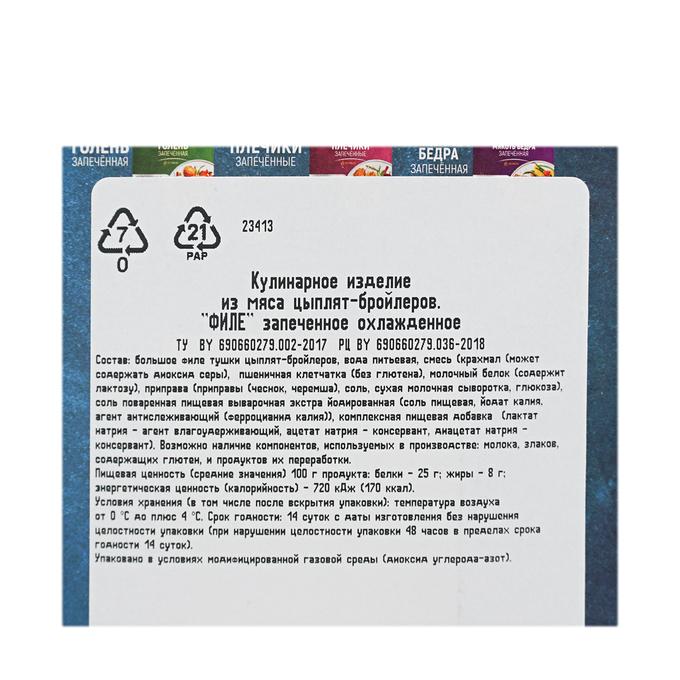 ГОЛЕНЬ
ЗАПЕЧЁННАЯ
ГОЛЕНЬ
ЗАПЕЧЁННАЯ
ПЛЕЧИКИ
ЗАПЕЧЁННЫЕ
ПЛЕЧИКИ
ЗАПЕЧЁННЫЕ
БЕДРА
ЗАПЕЧЁННАЯ
МЯКОТЬ БЕДРА
ЗАПЕЧЁННАЯ
7
0
21
PAP
23413
Кулинарное изделие
из мяса цыплят-бройлеров.
"ФИЛЕ" запеченное охлажденное
ТУ BY 690660279.002-2017 РЦ BY 690660279.036-2018
Состав: большое филе тушки цыплят-бройлеров, вода питьевая, смесь (крахмал (может
содержать диоксид серы), пшеничная клетчатка (без глютена), молочный белок (содержит
лактозу), приправа (приправы (чеснок, черемша), соль, сухая молочная сыворотка, глюкоза),
соль поваренная пищевая выварочная экстра йодированная (соль пищевая, йодат калия,
агент антислеживающий (ферроцианид калия)), комплексная пищевая добавка (лактат
натрия - агент влагоудерживающий, ацетат натрия - консервант, диацетат натрия -
консервант). Возможно наличие компонентов, используемых в производстве: молока, злаков,
содержащих глютен, и продуктов их переработки.
Пищевая ценность (средние значения) 100 г продукта: белки - 25 г; жиры - 8 г;
энергетическая ценность (калорийность) - 720 кДж (170 ккал).
Условия хранения (в том числе после вскрытия упаковки): температура воздуха
от 0 °С до плюс 4 °С. Срок годности: 14 суток с даты изготовления без нарушения
целостности упаковки (при нарушении целостности упаковки 48 часов в пределах срока
годности 14 суток).
Упаковано в условиях модифицированной газовой среды (диоксид углерода-азот).